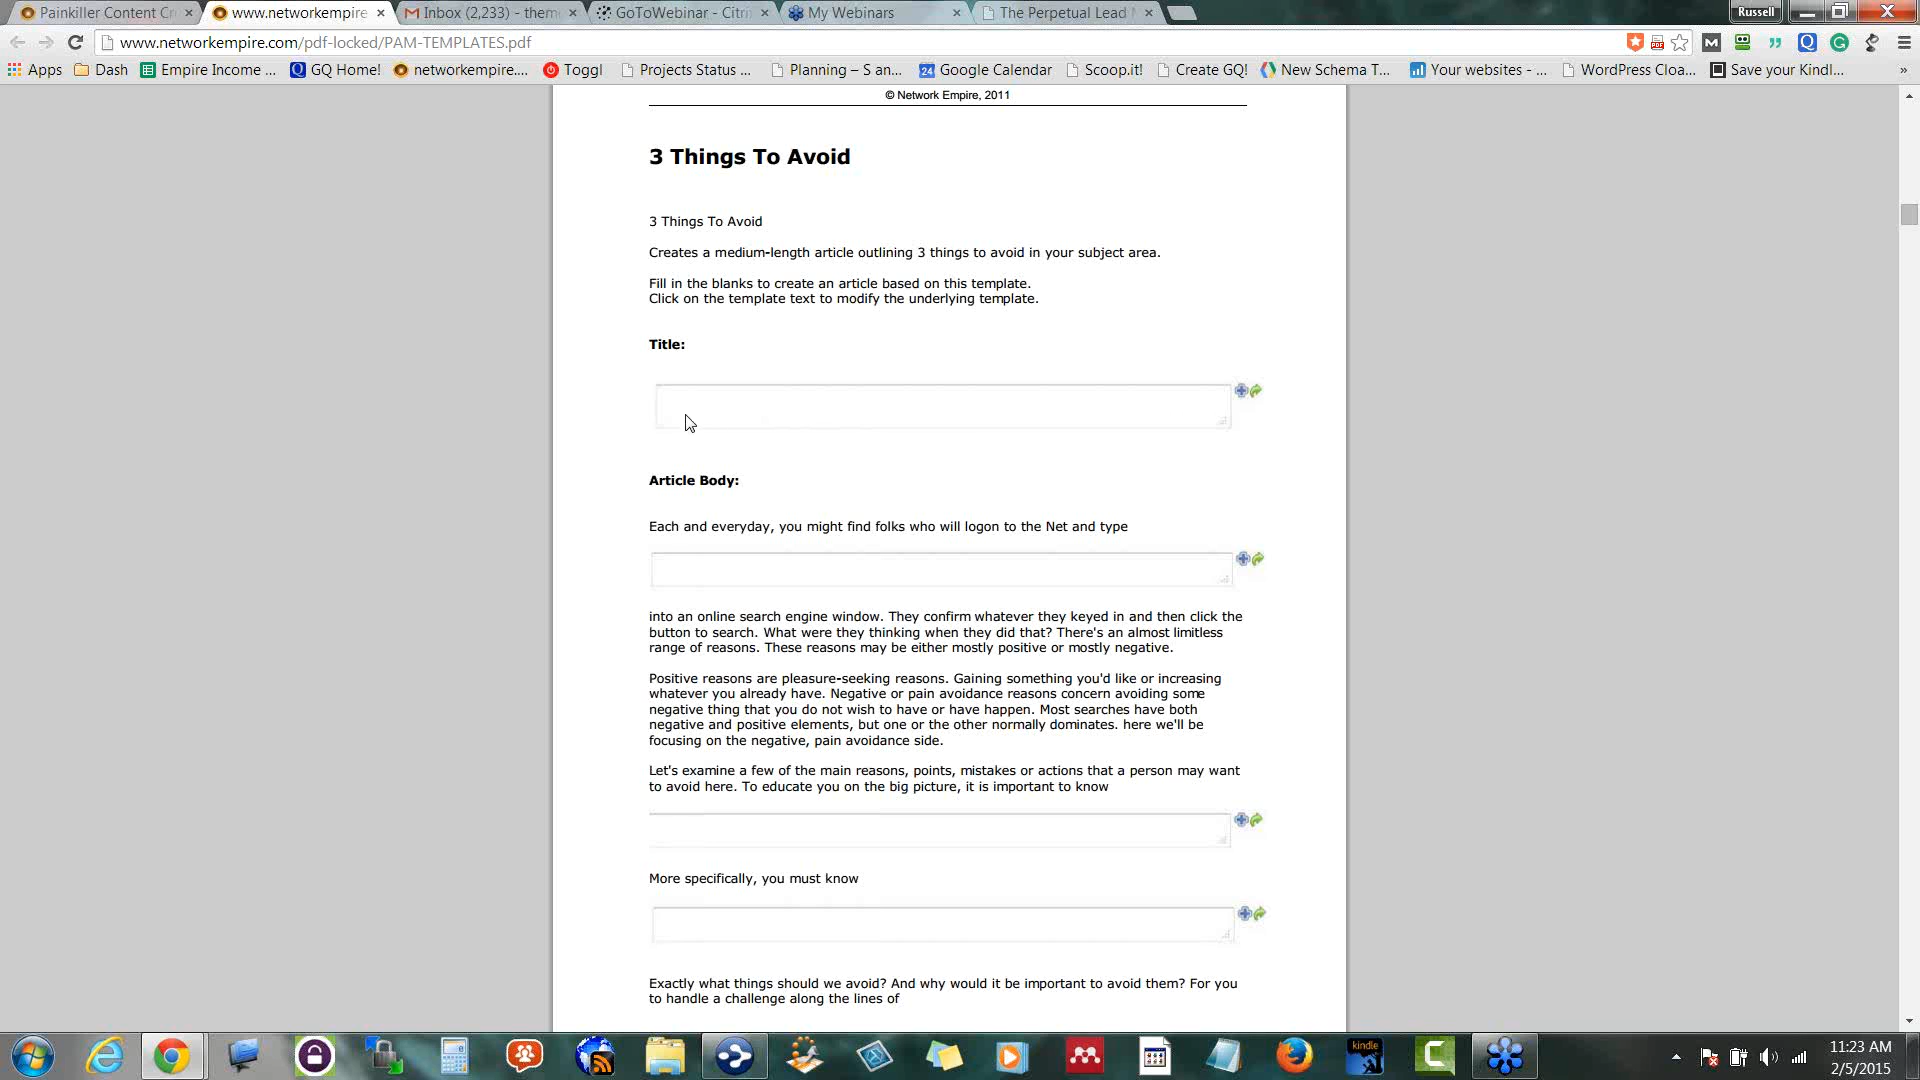 Painkiller Content Cr
www.networkempire
Inbox (2,233) - them
GoToWebinar - Citri
My Webinars
The Perpetual Lead
Russell
www.networkempire.com/pdf-locked/PAM-TEMPLATES.pdf
Apps
Dash
Empire Income ...
GQ Home!
networkempire....
Toggl
Projects Status ...
Planning – S an...
24
Google Calendar
Scoop.it!
Create GQ!
New Schema T...
Your websites - ...
WordPress Cloa...
Save your Kindl...
»
© Network Empire, 2011
3 Things To Avoid
3 Things To Avoid
Creates a medium-length article outlining 3 things to avoid in your subject area.
Fill in the blanks to create an article based on this template.
Click on the template text to modify the underlying template.
Title:
Article Body:
Each and everyday, you might find folks who will logon to the Net and type
into an online search engine window. They confirm whatever they keyed in and then click the
button to search. What were they thinking when they did that? There's an almost limitless
range of reasons. These reasons may be either mostly positive or mostly negative.
Positive reasons are pleasure-seeking reasons. Gaining something you'd like or increasing
whatever you already have. Negative or pain avoidance reasons concern avoiding some
negative thing that you do not wish to have or have happen. Most searches have both
negative and positive elements, but one or the other normally dominates. here we'll be
focusing on the negative, pain avoidance side.
Let's examine a few of the main reasons, points, mistakes or actions that a person may want
to avoid here. To educate you on the big picture, it is important to know
More specifically, you must know
Exactly what things should we avoid? And why would it be important to avoid them? For you
to handle a challenge along the lines of
kindle
11:23 AM
2/5/2015